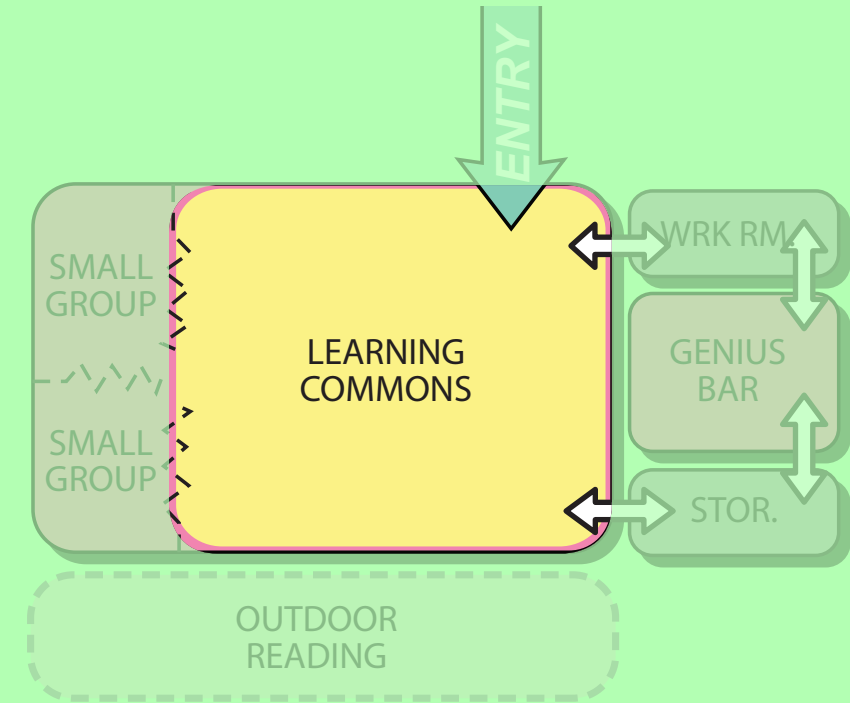 ENTRY
SMALL
GROUP
WRK RM
LEARNING
COMMONS
GENIUS
BAR
SMALL
GROUP
STOR.
OUTDOOR
READING